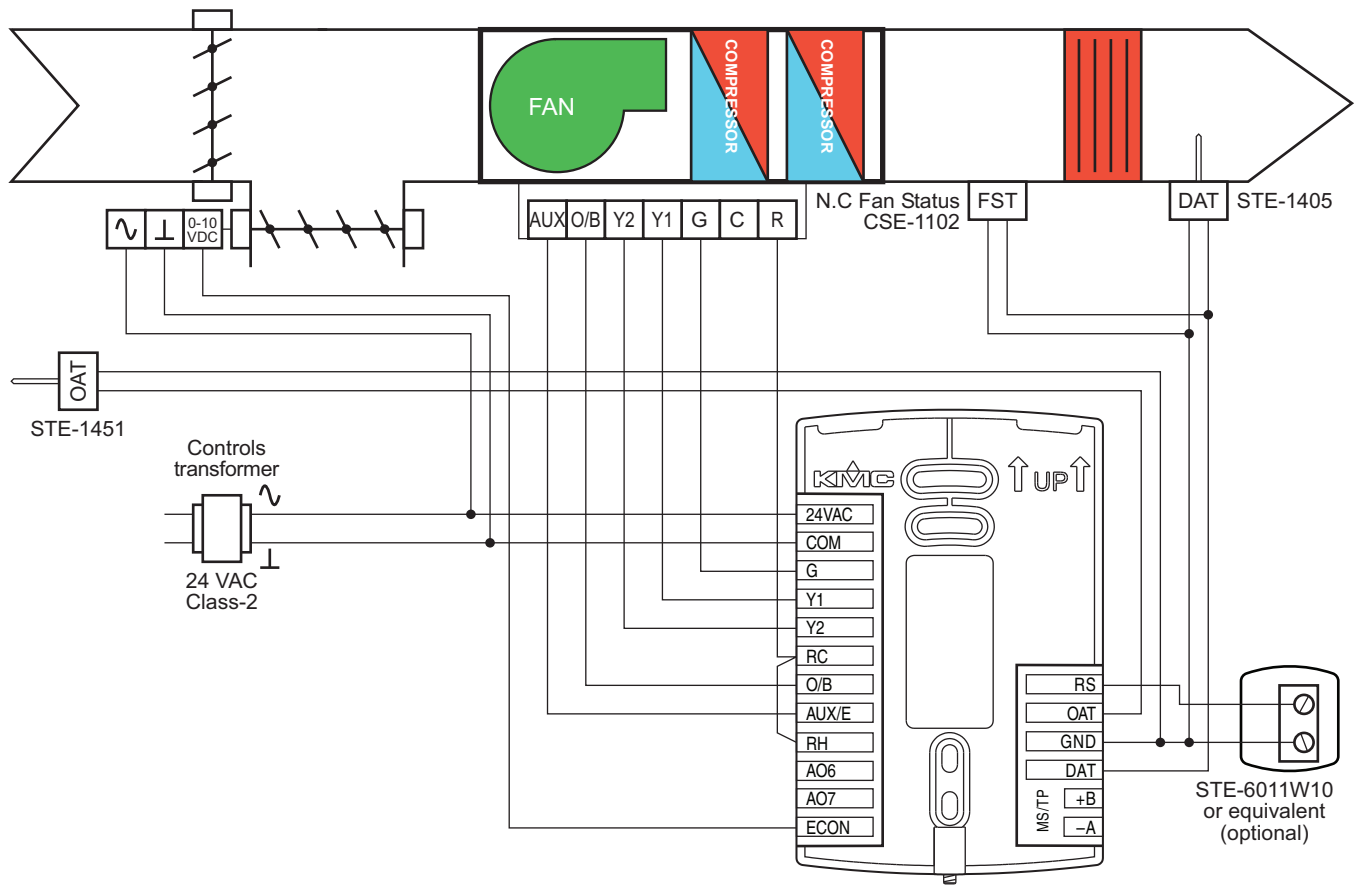 FAN
COMPRESSOR
COMPRESSOR
0-10
VDC
AUX
O/B
Y2
Y1
G
C
R
N.C Fan Status
CSE-1102
FST
DAT
STE-1405
OAT
STE-1451
Controls
transformer
24 VAC
Class-2
KMC
UP
24VAC
COM
G
Y1
Y2
RC
O/B
AUX/E
RH
AO6
AO7
ECON
RS
OAT
GND
DAT
MS/TP
+B
–A
STE-6011W10
or equivalent
(optional)